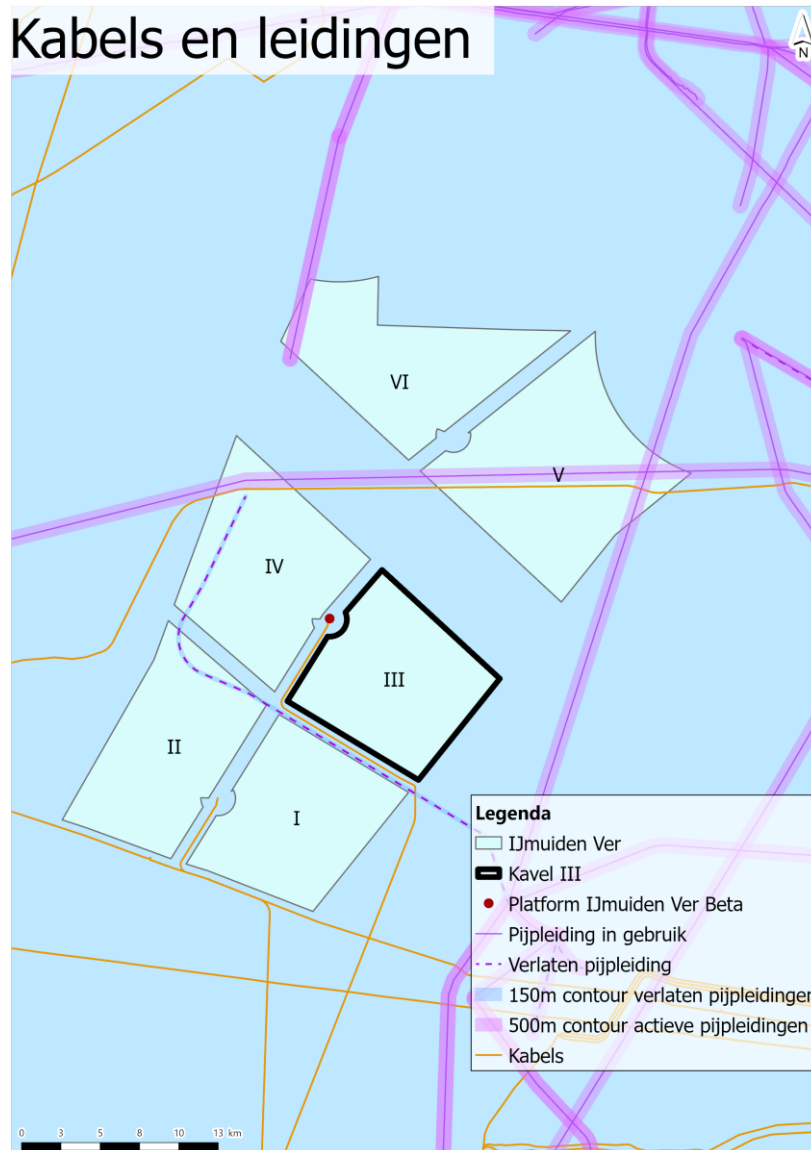 Kabels en leidingen
N
VI
V
IV
III
II
I
Legenda
IJmuiden Ver
Kavel III
Platform IJmuiden Ver Beta
Pijpleiding in gebruik
Verlaten pijpleiding
150m contour verlaten pijpleidingen
500m contour actieve pijpleidingen
Kabels
0 3 5 8 10 13 km